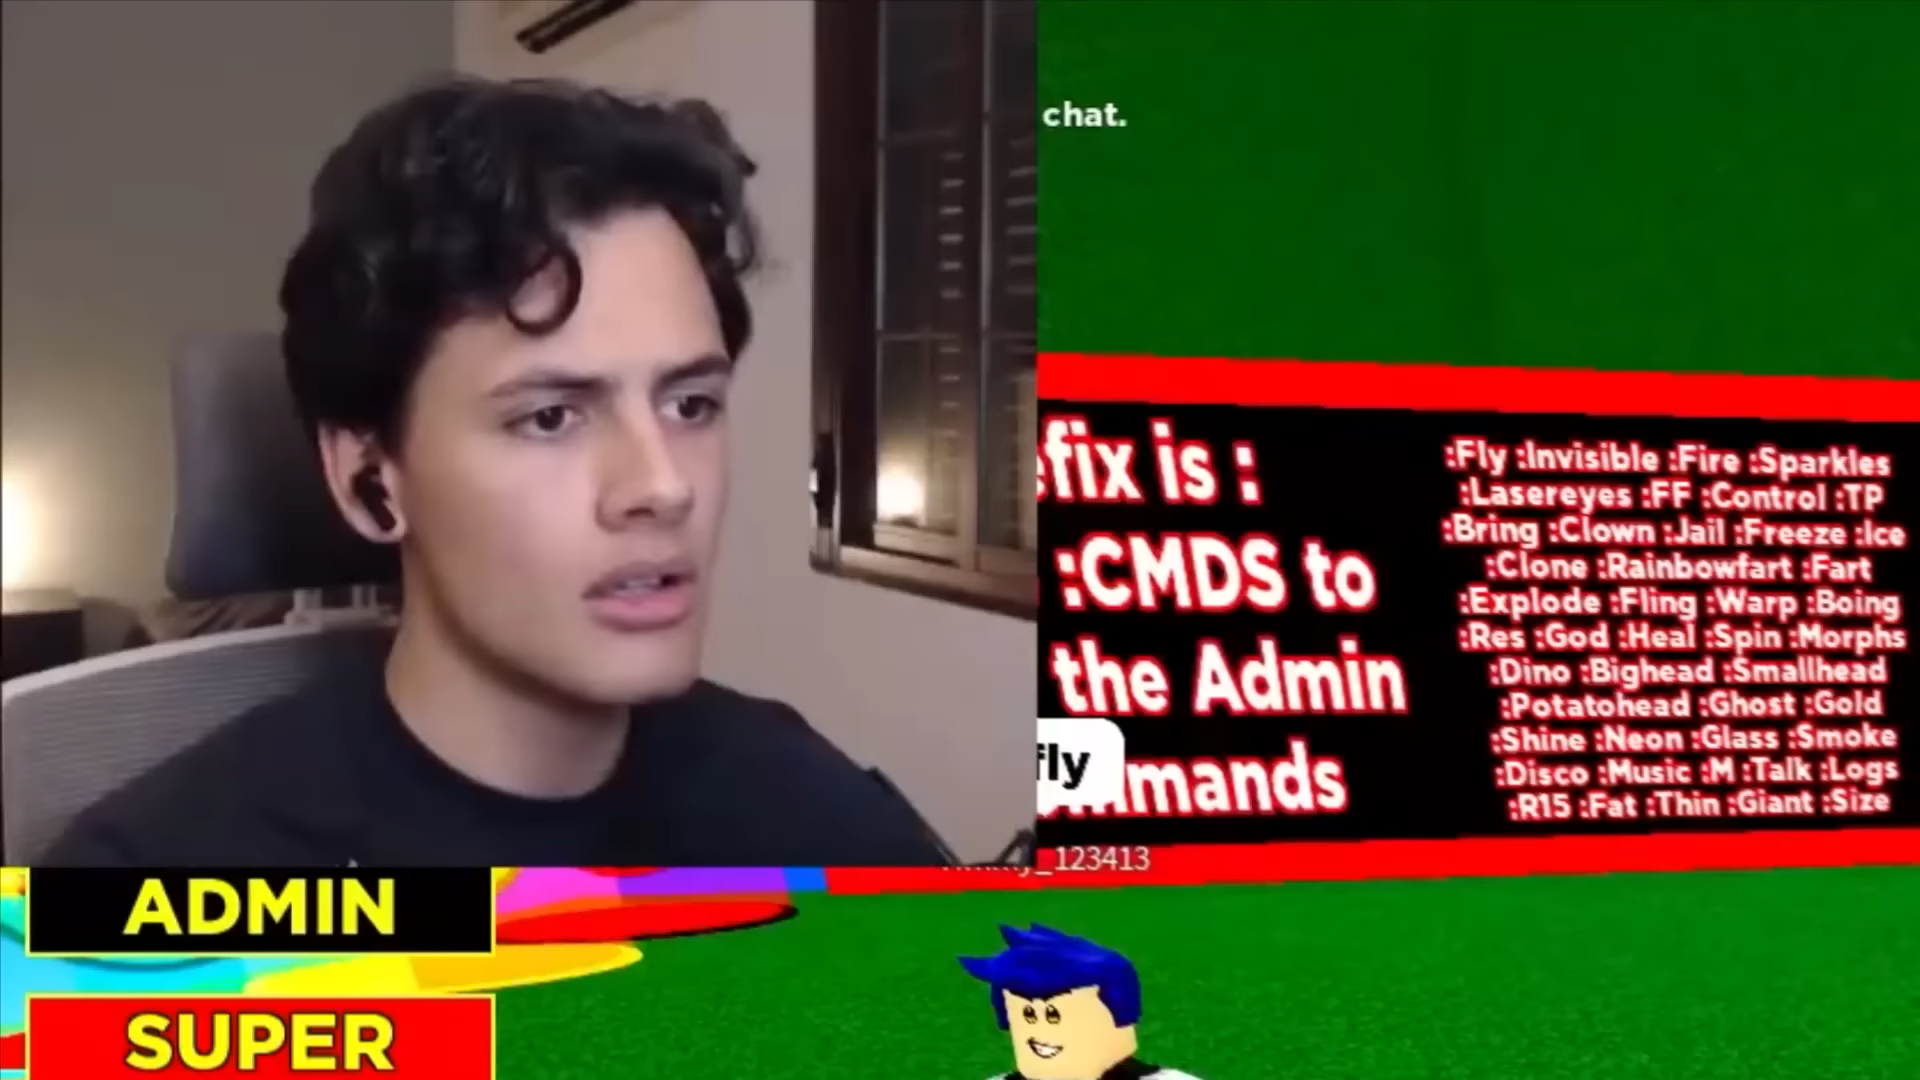 chat.
fix is :
:CMDS to
the Admin
mmands
:Fly :Invisible :Fire :Sparkles
:Lasereyes :FF :Control :TP
:Bring :Clown :Jail :Freeze :Ice
:Clone :Rainbowfart :Fart
:Explode :Fling :Warp :Boing
:Res :God :Heal :Spin :Morphs
:Dino :Bighead :Smallhead
:Potatohead :Ghost :Gold
:Shine :Neon :Glass :Smoke
:Disco :Music :M :Talk :Logs
:R15 :Fat :Thin :Giant :Size
fly
_123413
ADMIN
SUPER